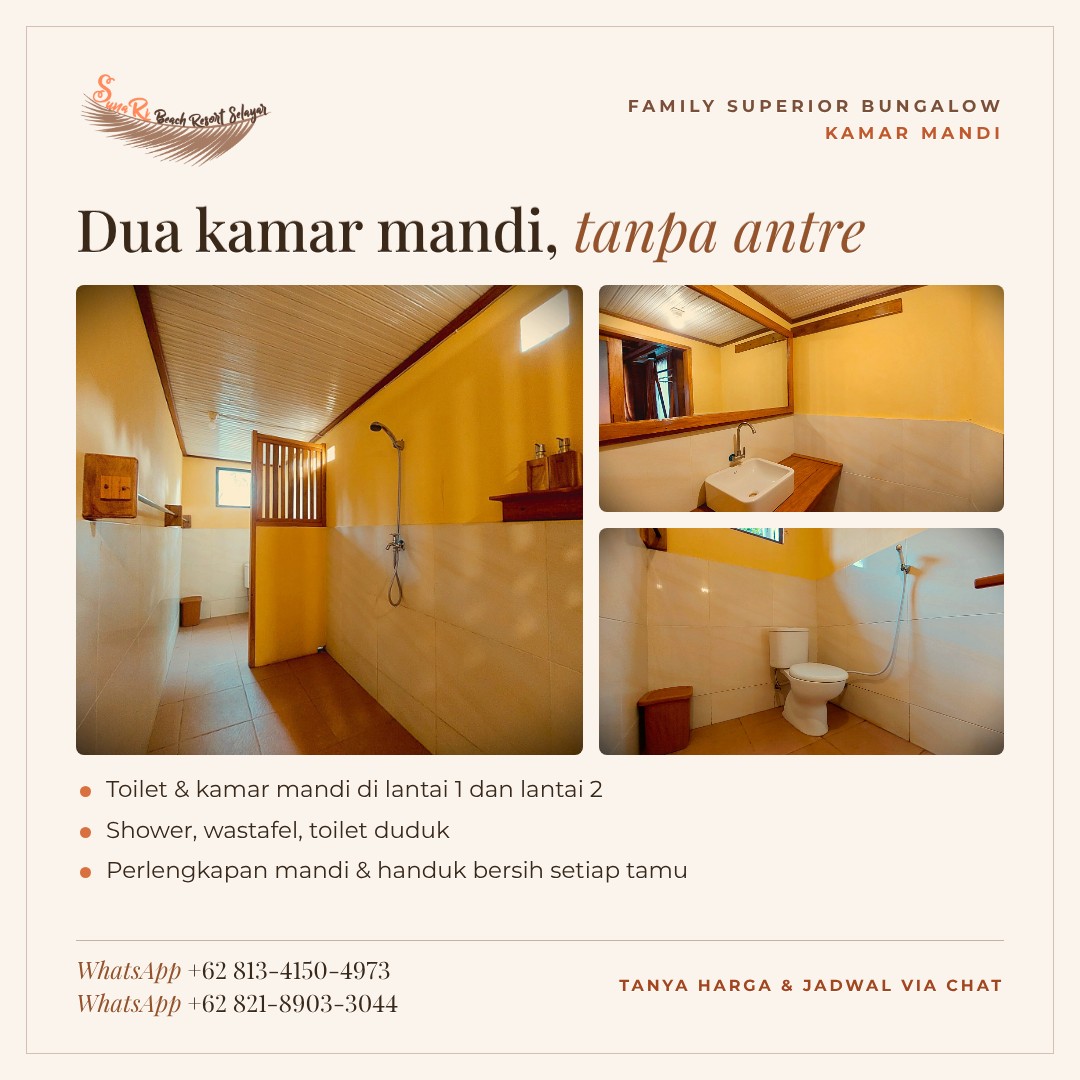 SunaRi Beach Resort Selayar
FAMILY SUPERIOR BUNGALOW
KAMAR MANDI
Dua kamar mandi, tanpa antre
Toilet & kamar mandi di lantai 1 dan lantai 2
Shower, wastafel, toilet duduk
Perlengkapan mandi & handuk bersih setiap tamu
WhatsApp +62 813-4150-4973
WhatsApp +62 821-8903-3044
TANYA HARGA & JADWAL VIA CHAT